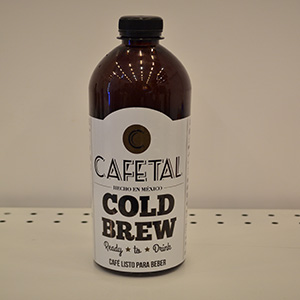 C
CAFETAL
HECHO EN MÉXICO
COLD
BREW
Ready ★ to ★ Drink
CAFÉ LISTO PARA BEBER